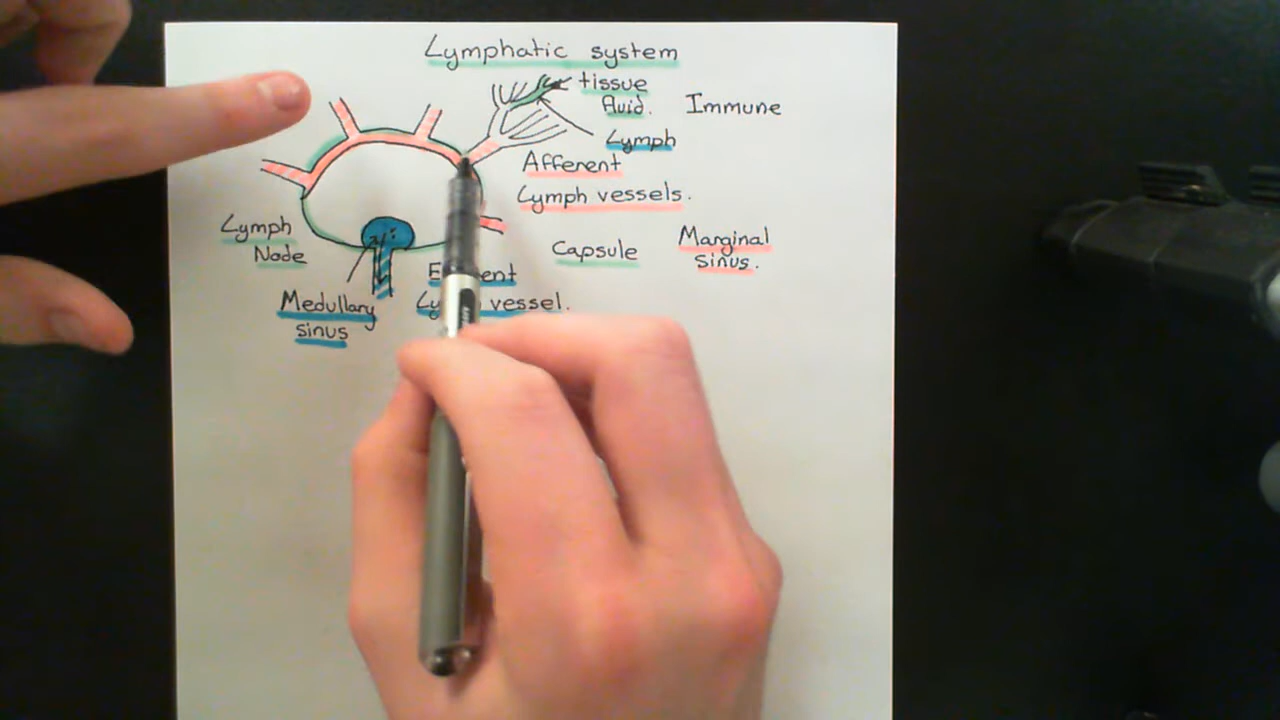 Lymphatic system
tissue
fluid.
Immune
Lymph
Afferent
Lymph vessels.
Lymph
Node
Capsule
Marginal
sinus.
Medullary
sinus
vessel.